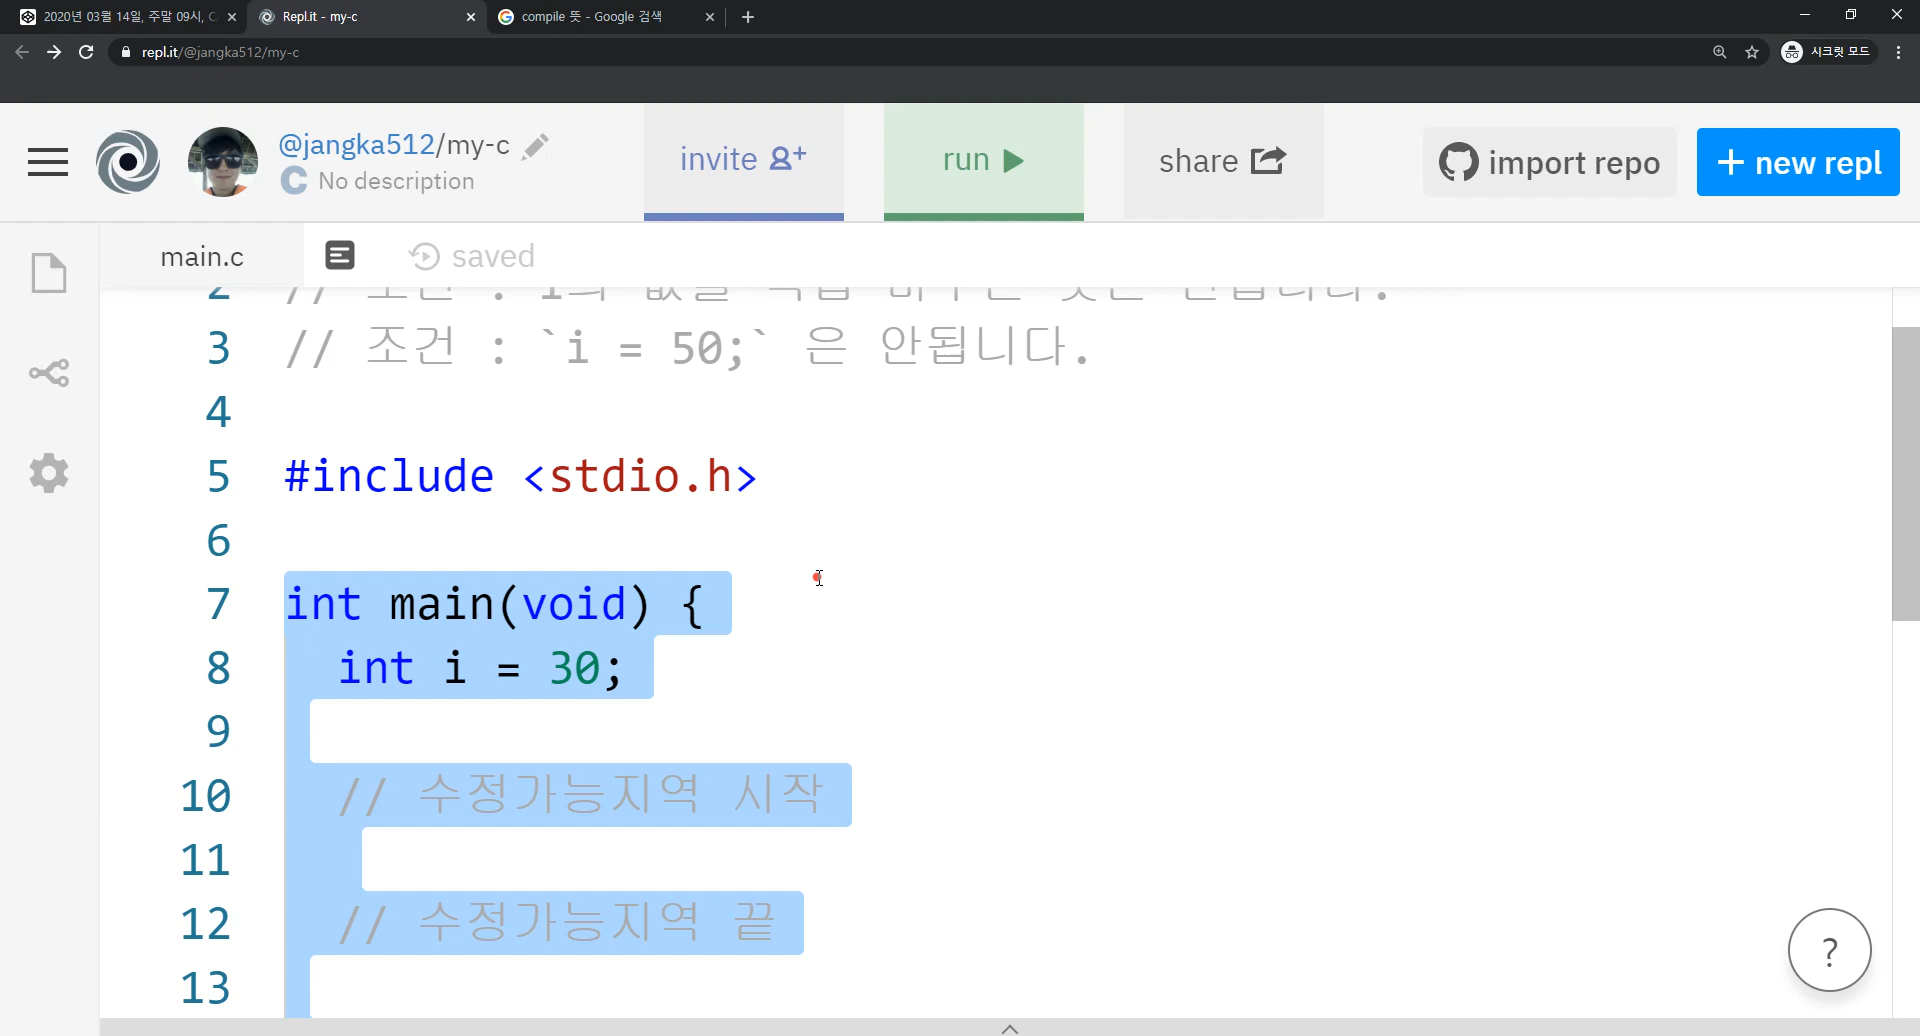 2020년 03월 14일, 주말 09시, C
Repl.it - my-c
compile 뜻 - Google 검색
repl.it/@jangka512/my-c
시크릿 모드
@jangka512/my-c
No description
invite
run
share
import repo
+ new repl
main.c
saved
2 //
3 // 조건 : `i = 50;` 은 안됩니다.
4
5 #include <stdio.h>
6
7 int main(void) {
8 int i = 30;
9
10 // 수정가능지역 시작
11
12 // 수정가능지역 끝
13
?